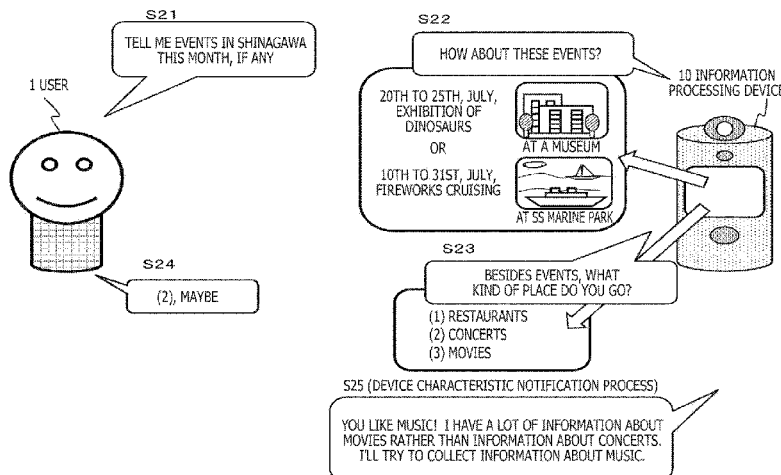 S21
TELL ME EVENTS IN SHINAGAWA
THIS MONTH, IF ANY
1 USER
S22
HOW ABOUT THESE EVENTS?
10 INFORMATION
PROCESSING DEVICE
20TH TO 25TH, JULY,
EXHIBITION OF
DINOSAURS
AT A MUSEUM
OR
10TH TO 31ST, JULY,
FIREWORKS CRUISING
AT SS MARINE PARK
S23
BESIDES EVENTS, WHAT
KIND OF PLACE DO YOU GO?
(1) RESTAURANTS
(2) CONCERTS
(3) MOVIES
S24
(2), MAYBE
S25 (DEVICE CHARACTERISTIC NOTIFICATION PROCESS)
YOU LIKE MUSIC! I HAVE A LOT OF INFORMATION ABOUT
MOVIES RATHER THAN INFORMATION ABOUT CONCERTS.
I'LL TRY TO COLLECT INFORMATION ABOUT MUSIC.